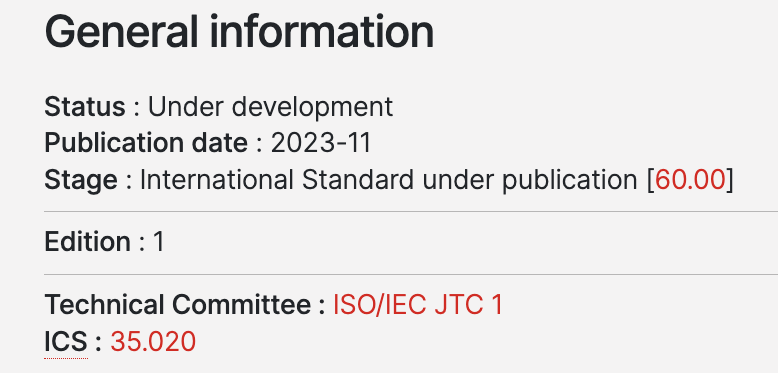 General information
Status : Under development
Publication date : 2023-11
Stage : International Standard under publication [60.00]
Edition : 1
Technical Committee : ISO/IEC JTC 1
ICS : 35.020